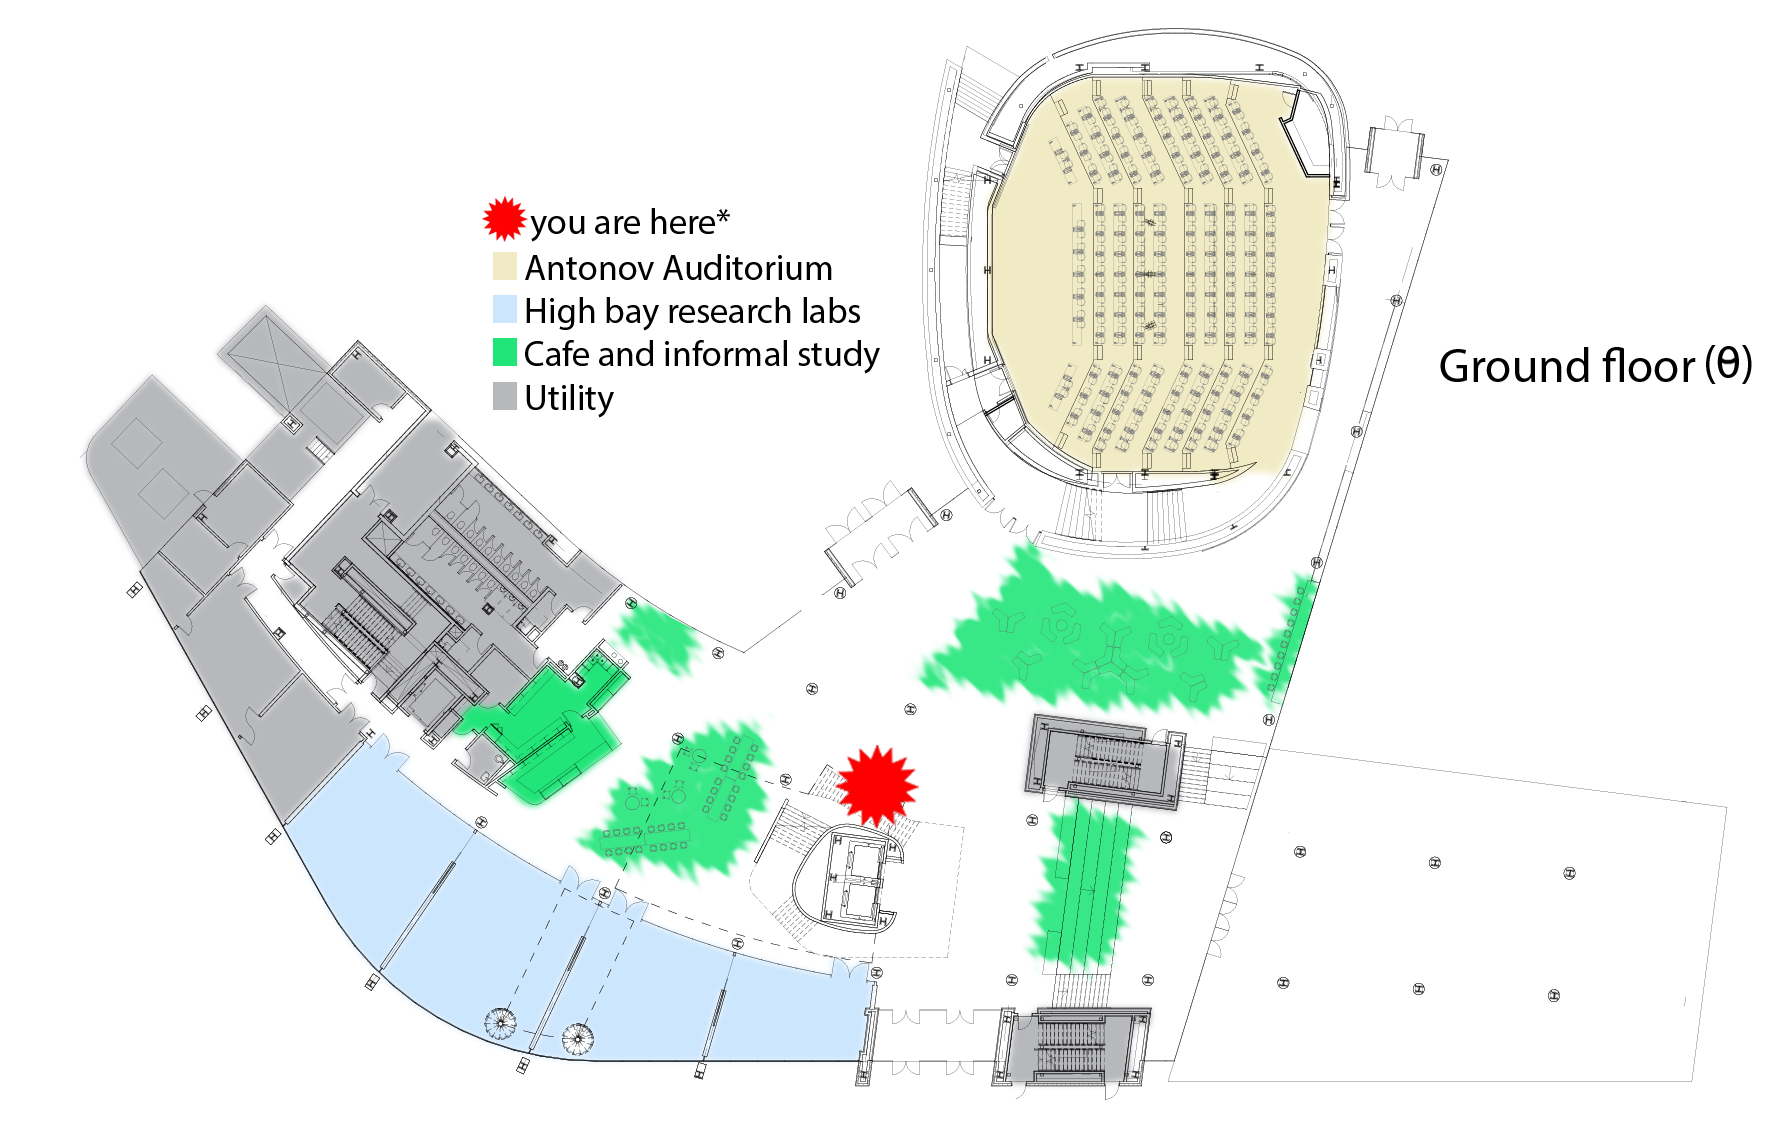 you are here*
Antonov Auditorium
High bay research labs
Cafe and informal study
Utility
Ground floor (θ)